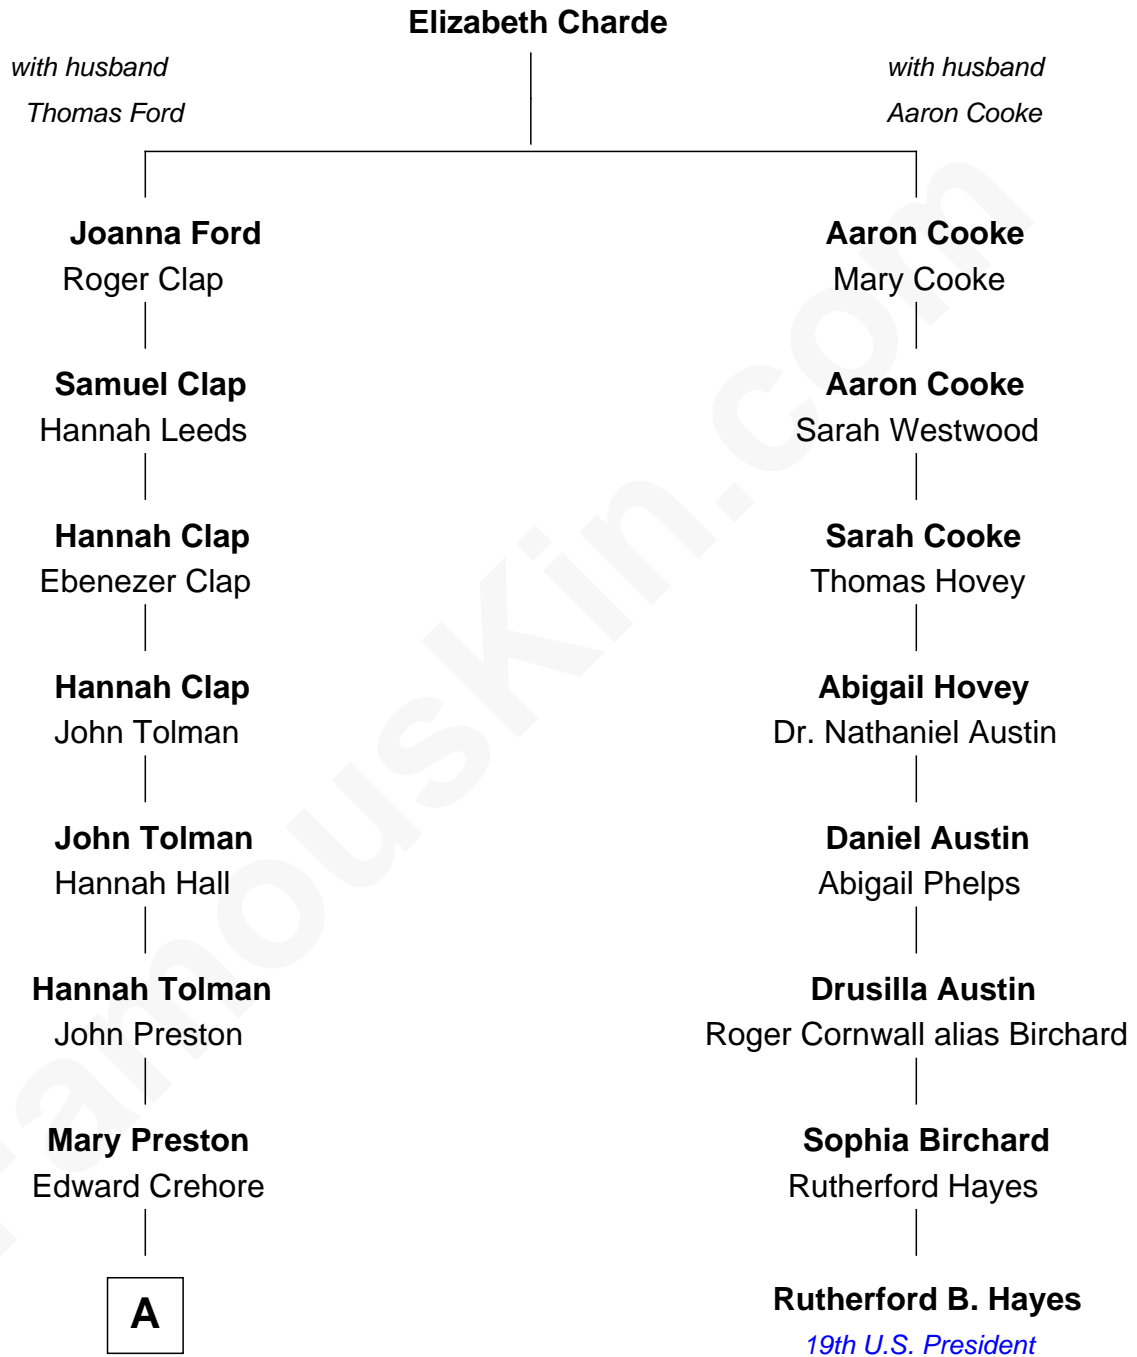 Elizabeth Charde
with husband
Thomas Ford
with husband
Aaron Cooke
Joanna Ford
Roger Clap
Aaron Cooke
Mary Cooke
Samuel Clap
Hannah Leeds
Aaron Cooke
Sarah Westwood
Hannah Clap
Ebenezer Clap
Sarah Cooke
Thomas Hovey
Hannah Clap
John Tolman
Abigail Hovey
Dr. Nathaniel Austin
John Tolman
Hannah Hall
Daniel Austin
Abigail Phelps
Hannah Tolman
John Preston
Drusilla Austin
Roger Cornwall alias Birchard
Mary Preston
Edward Crehore
Sophia Birchard
Rutherford Hayes
A
Rutherford B. Hayes
19th U.S. President
FamousKin.com